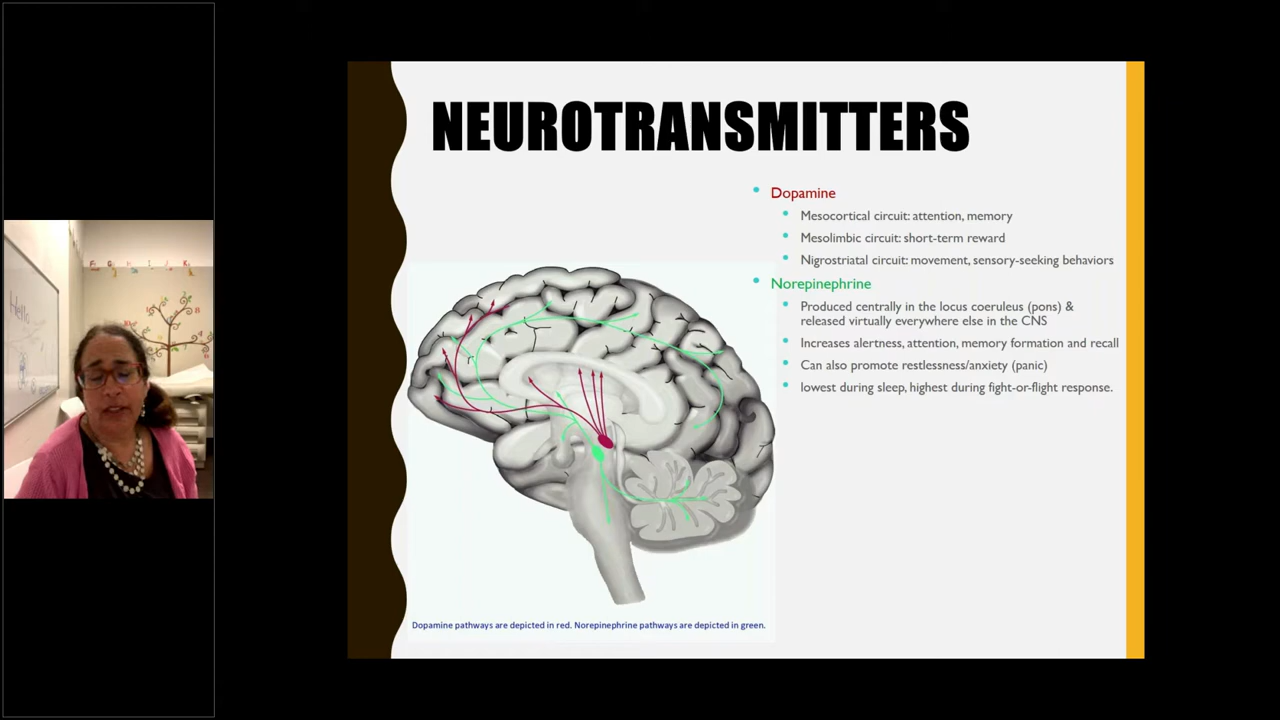 NEUROTRANSMITTERS
Dopamine
Mesocortical circuit: attention, memory
Mesolimbic circuit: short-term reward
Nigrostriatal circuit: movement, sensory-seeking behaviors
Norepinephrine
Produced centrally in the locus coeruleus (pons) &
released virtually everywhere else in the CNS
Increases alertness, attention, memory formation and recall
Can also promote restlessness/anxiety (panic)
lowest during sleep, highest during fight-or-flight response.
Dopamine pathways are depicted in red. Norepinephrine pathways are depicted in green.
Hello